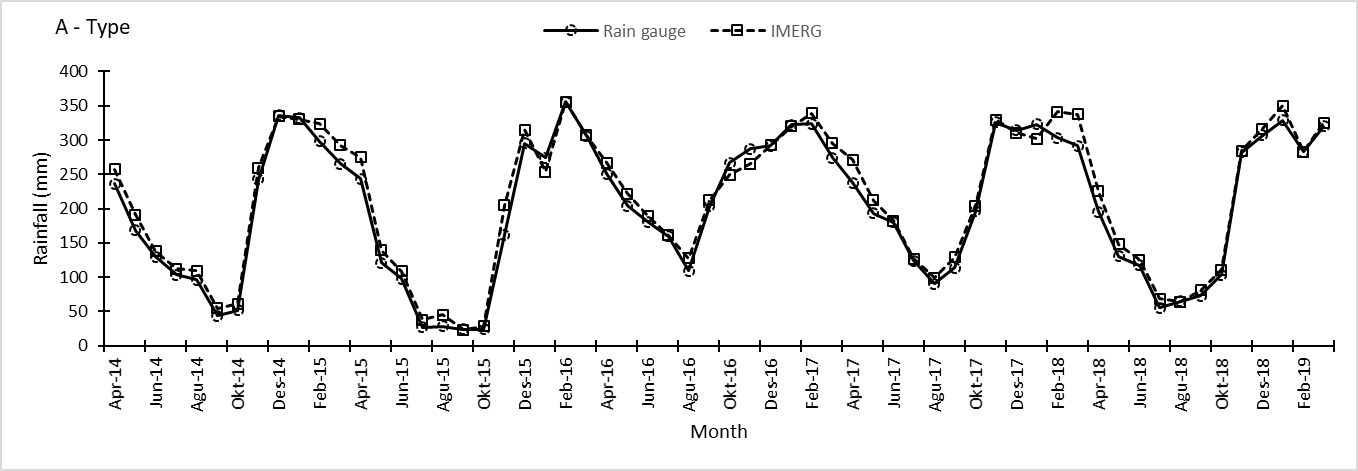 A - Type
Rain gauge IMERG
400
350
300
250
200
150
100
50
0
Rainfall (mm)
Apr-14 Jun-14 Agu-14 Okt-14 Des-14 Feb-15 Apr-15 Jun-15 Agu-15 Okt-15 Des-15 Feb-16 Apr-16 Jun-16 Agu-16 Okt-16 Des-16 Feb-17 Apr-17 Jun-17 Agu-17 Okt-17 Des-17 Feb-18 Apr-18 Jun-18 Agu-18 Okt-18 Des-18 Feb-19
Month